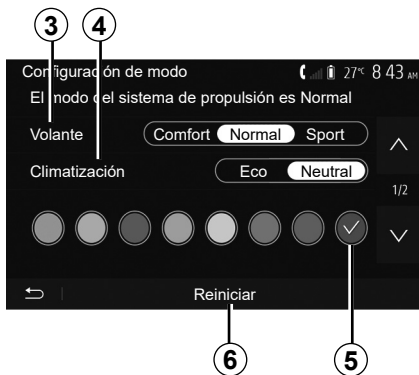 3 4
Configuración de modo 27°C 8 43 AM
El modo del sistema de propulsión es Normal
Volante Comfort Normal Sport
Climatización Eco Neutral
1/2
Reiniciar
6 5